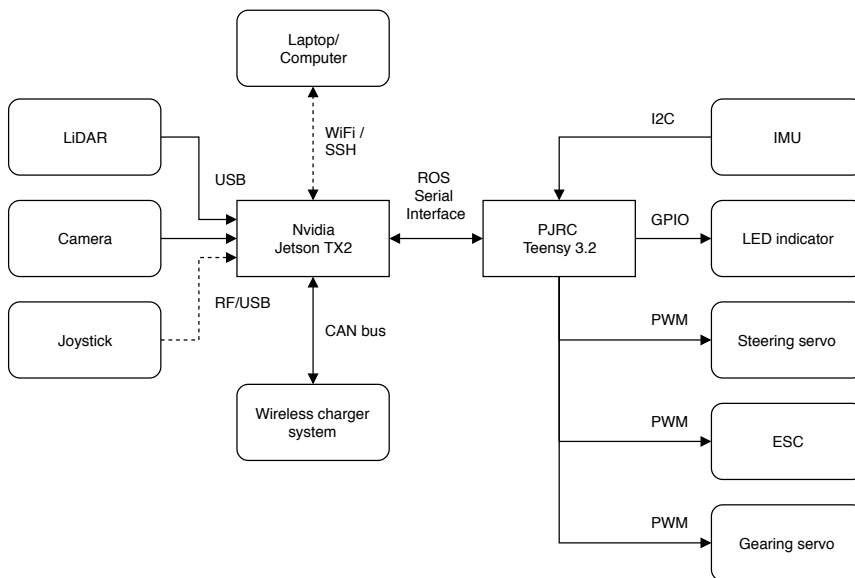 Laptop/
Computer
LiDAR
WiFi /
SSH
I2C
IMU
USB
ROS
Serial
Interface
Camera
Nvidia
Jetson TX2
PJRC
Teensy 3.2
GPIO
LED indicator
RF/USB
Joystick
CAN bus
PWM
Steering servo
Wireless charger
system
PWM
ESC
PWM
Gearing servo